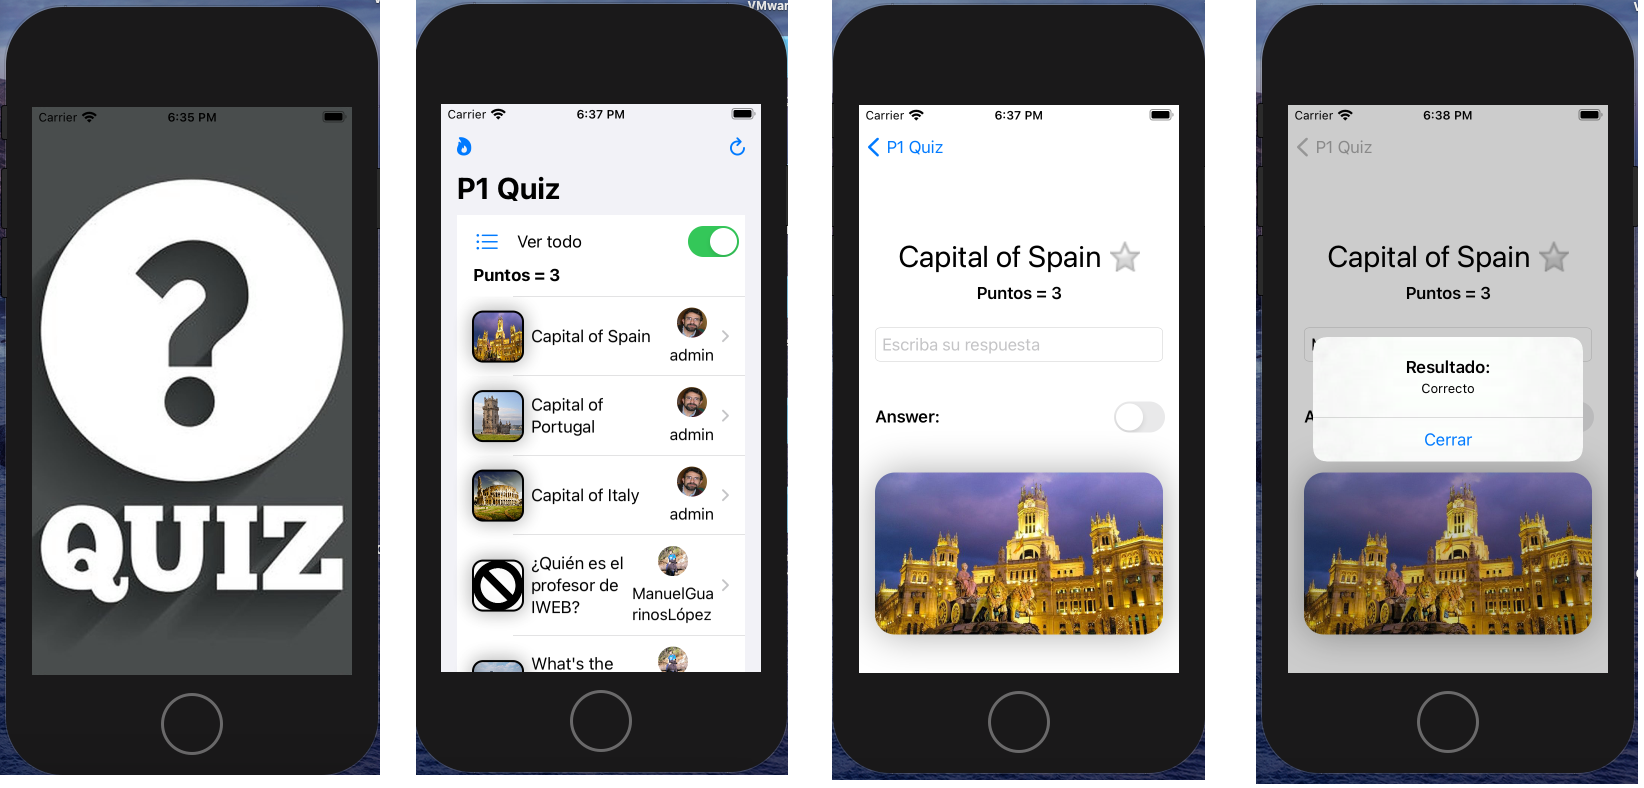 Carrier 6:35 PM
QUIZ
VMwar
Carrier 6:37 PM
P1 Quiz
Ver todo
Puntos = 3
Capital of Spain
admin
Capital of
Portugal
admin
Capital of Italy
admin
¿Quién es el
profesor de
IWEB?
ManuelGua
rinosLópez
What's the
Carrier 6:37 PM
P1 Quiz
Capital of Spain
Puntos = 3
Escriba su respuesta
Answer:
Carrier 6:38 PM
P1 Quiz
Capital of Spain
Puntos = 3
Resultado:
Correcto
Cerrar